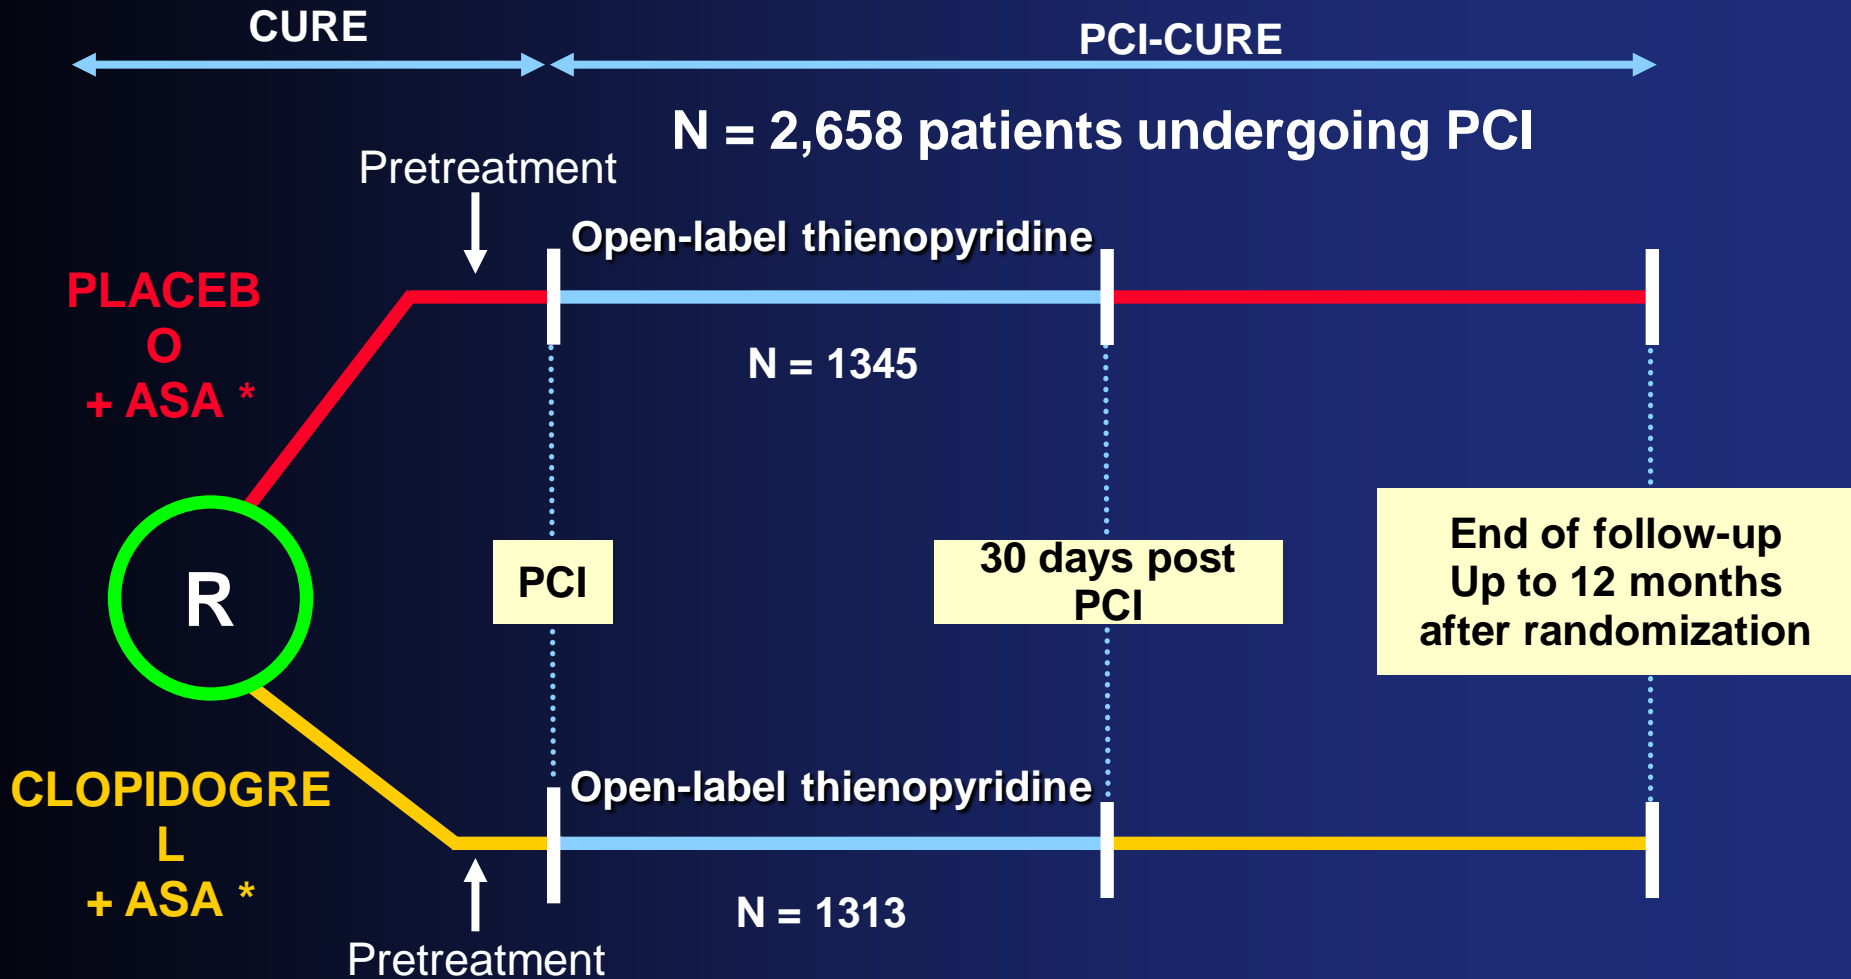 CURE
PCI-CURE
N = 2,658 patients undergoing PCI
Pretreatment
Open-label thienopyridine
PLACEB
O
+ ASA *
N = 1345
R
PCI
30 days post
PCI
End of follow-up
Up to 12 months
after randomization
CLOPIDOGRE
L
+ ASA *
Open-label thienopyridine
N = 1313
Pretreatment